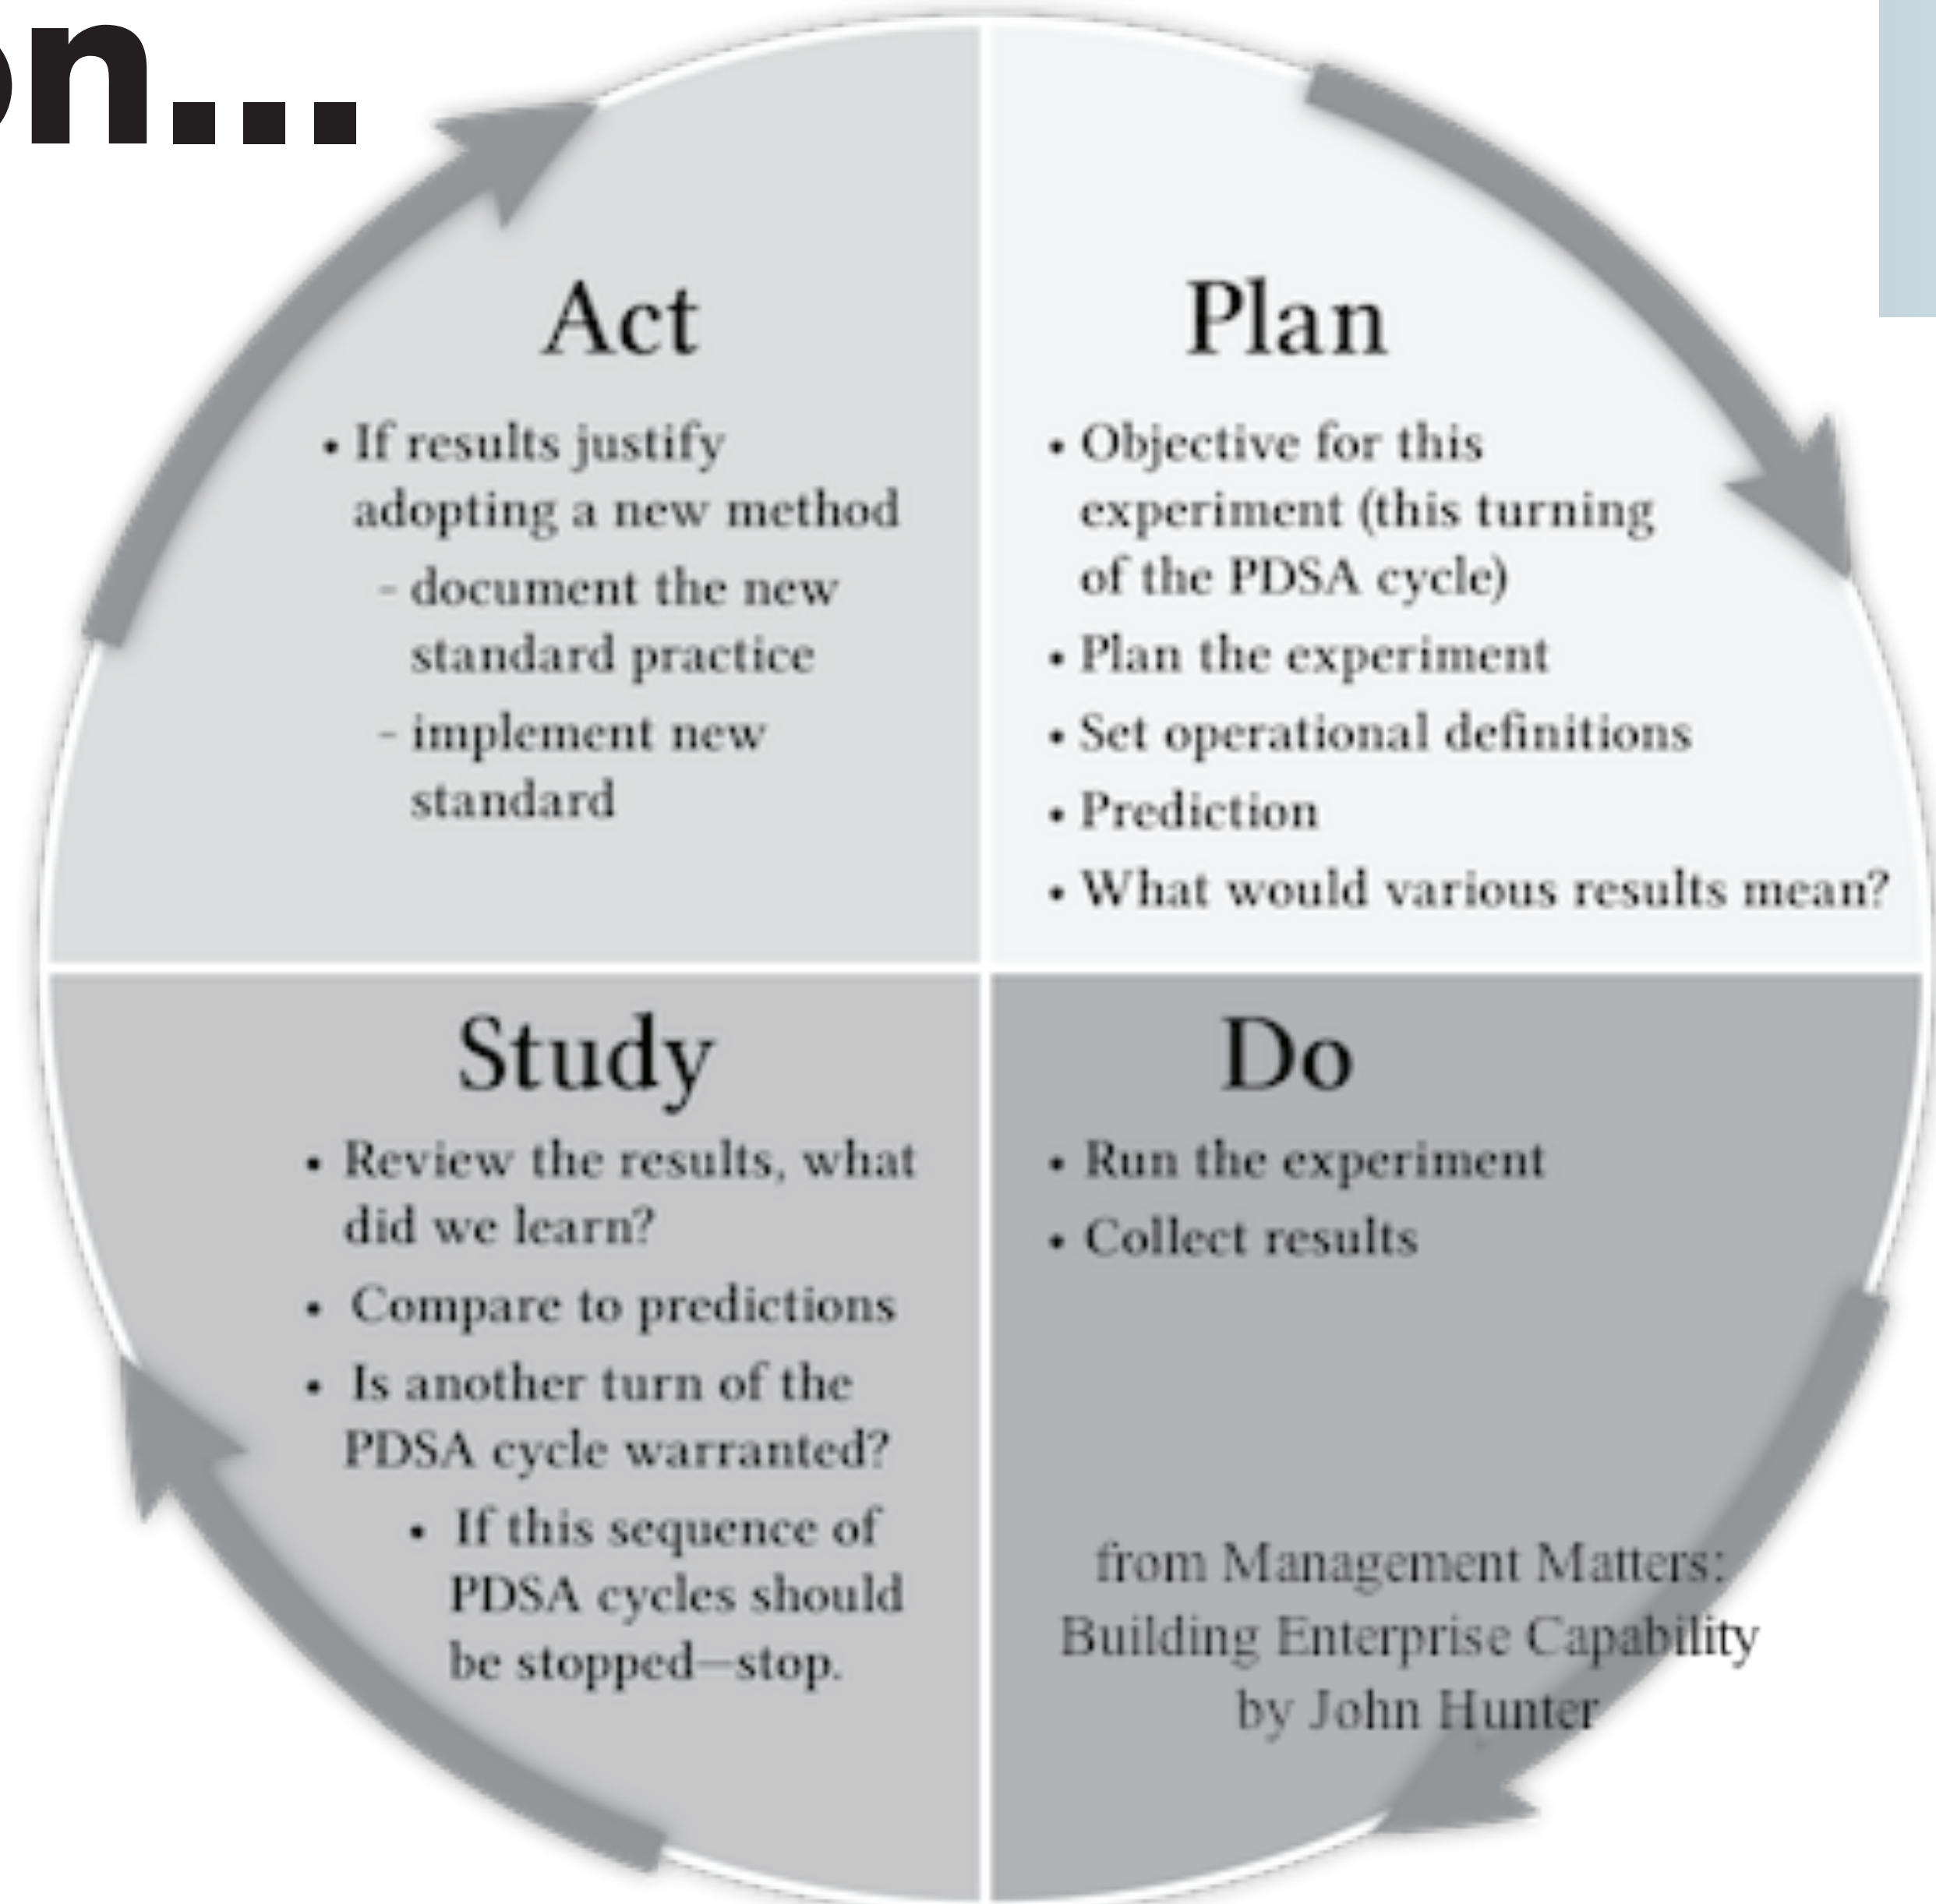 on...
Act
• If results justify
adopting a new method
- document the new
standard practice
- implement new
standard
Plan
• Objective for this
experiment (this turning
of the PDSA cycle)
• Plan the experiment
• Set operational definitions
• Prediction
• What would various results mean?
Study
• Review the results, what
did we learn?
• Compare to predictions
• Is another turn of the
PDSA cycle warranted?
• If this sequence of
PDSA cycles should
be stopped—stop.
Do
• Run the experiment
• Collect results
from Management Matters:
Building Enterprise Capability
by John Hunter